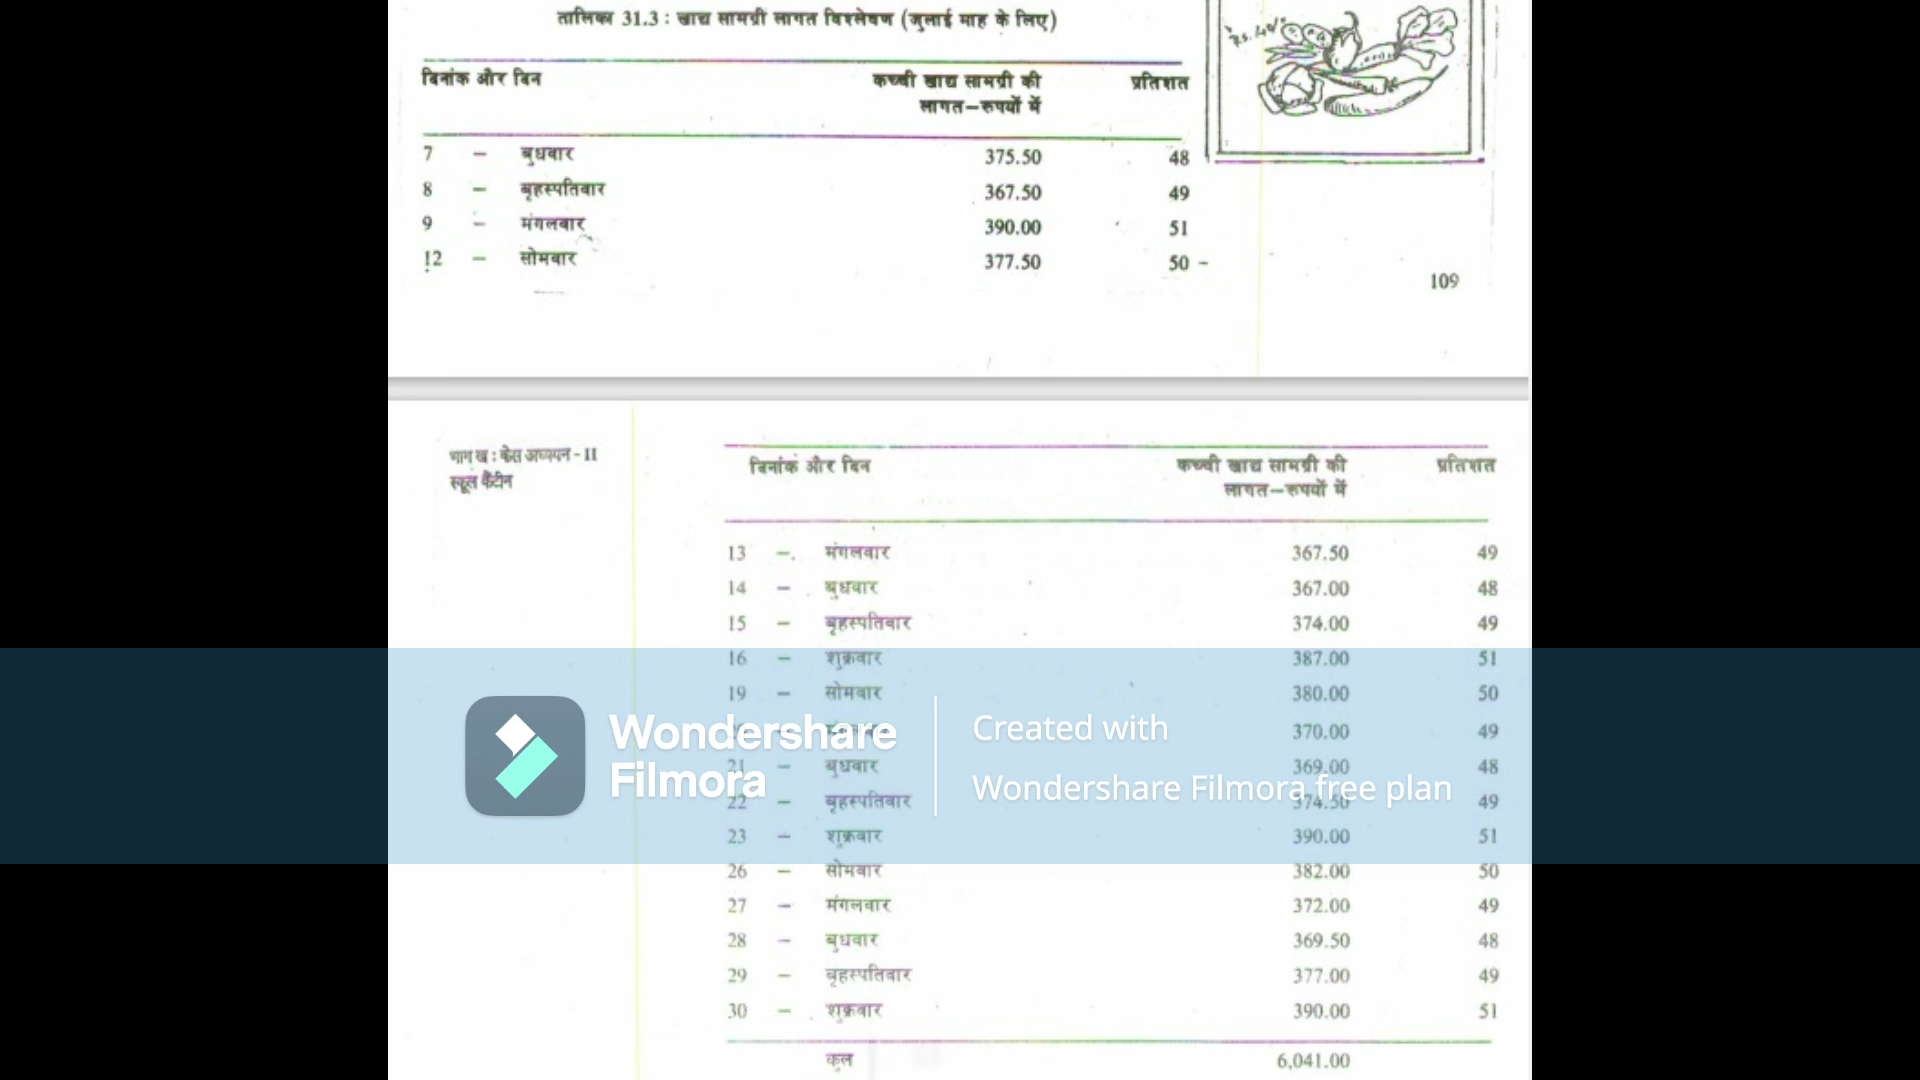 तालिका 31.3 : खाद्य सामग्री लागत विश्लेषण (जुलाई माह के लिए)
दिनांक और दिन कच्ची खाद्य सामग्री की प्रतिशत
लागत–रुपयों में
7 – बुधवार 375.50 48
8 – बृहस्पतिवार 367.50 49
9 – मंगलवार 390.00 51
12 – सोमवार 377.50 50 –
109
भाग ख : केस अध्ययन - II
स्कूल कैंटीन
दिनांक और दिन कच्ची खाद्य सामग्री की प्रतिशत
लागत–रुपयों में
13 – मंगलवार 367.50 49
14 – बुधवार 367.00 48
15 – बृहस्पतिवार 374.00 49
16 – शुक्रवार 387.00 51
19 – सोमवार 380.00 50
370.00 49
21 – बुधवार 369.00 48
22 – बृहस्पतिवार 374.50 49
23 – शुक्रवार 390.00 51
26 – सोमवार 382.00 50
27 – मंगलवार 372.00 49
28 – बुधवार 369.50 48
29 – बृहस्पतिवार 377.00 49
30 – शुक्रवार 390.00 51
कुल 6,041.00
Wondershare
Filmora
Created with
Wondershare Filmora free plan